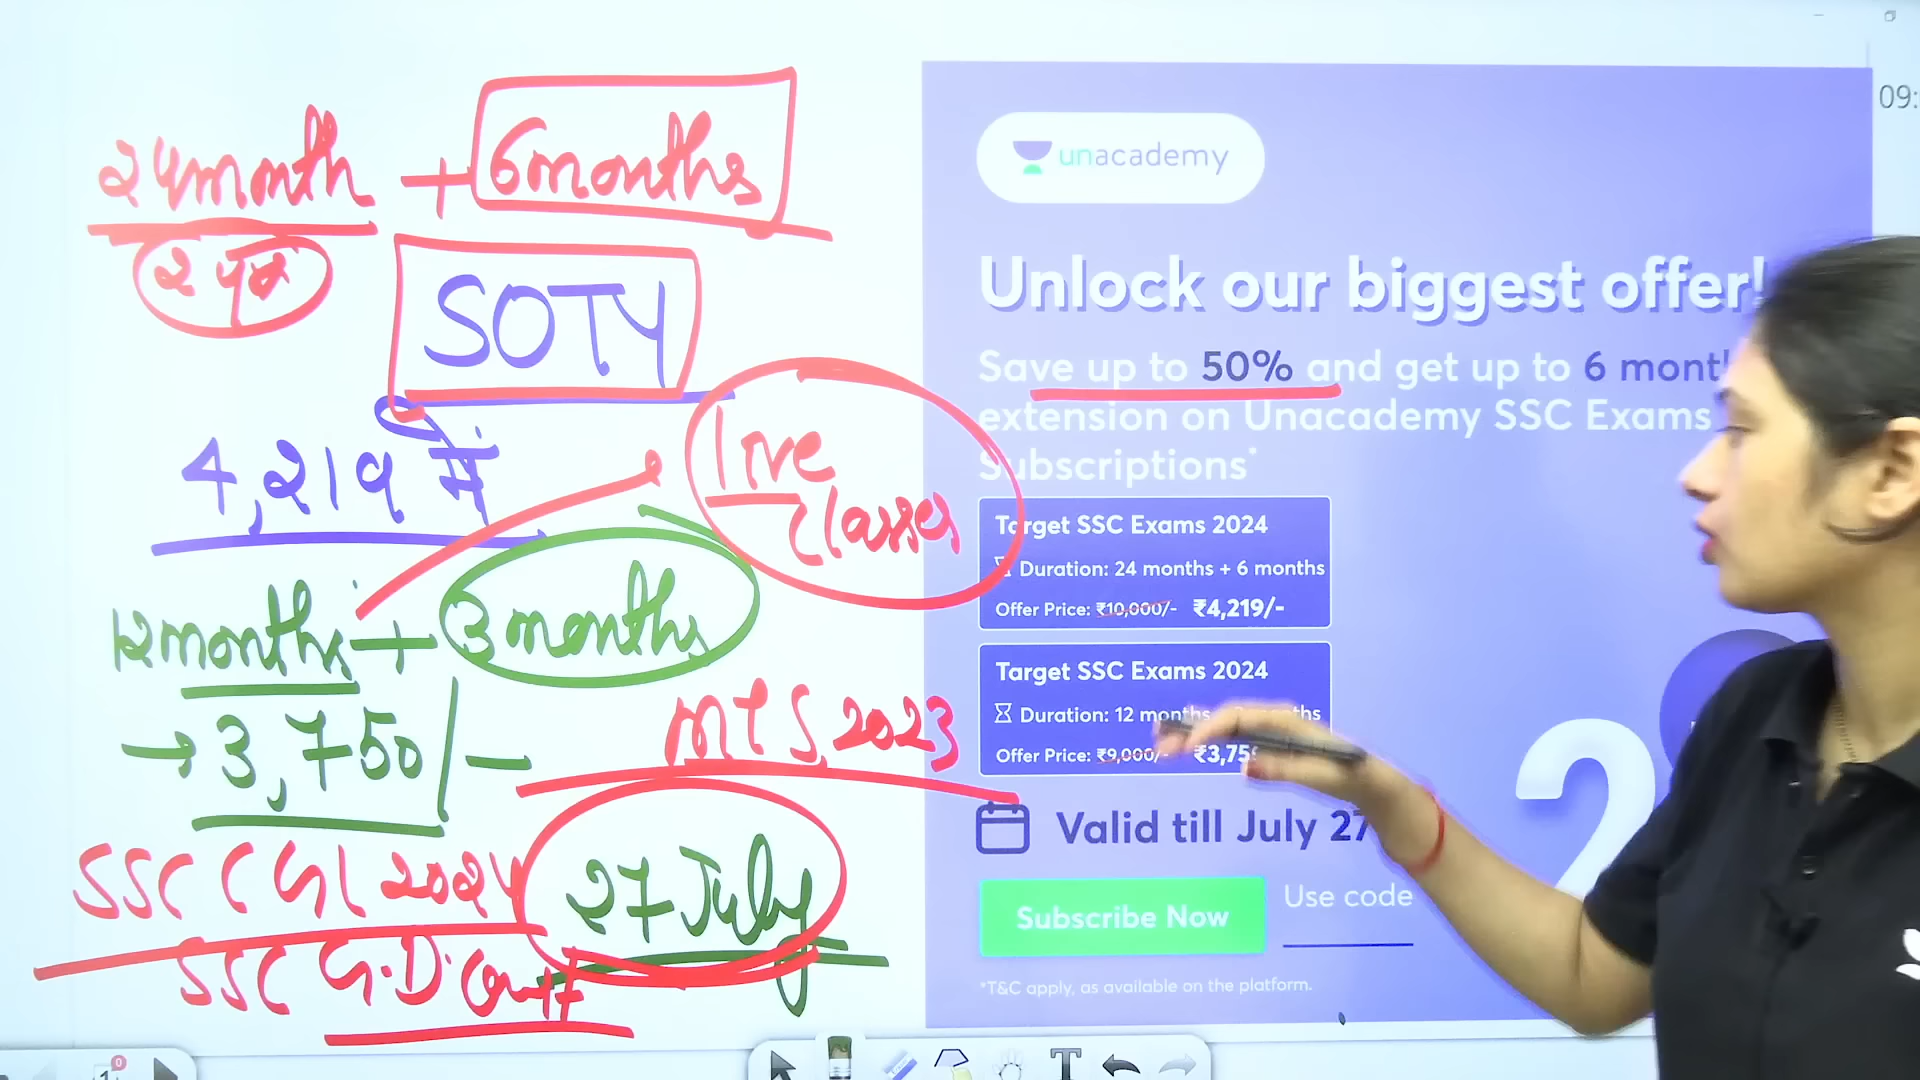 24month + 6months
2 वर्ष
SOTY
4,219 में
live
classes
12months + 3months
→ 3,750/-
MTS, 2023
SSC CGL 2024
27 July
SSC G.D.
unacademy
Unlock our biggest offer!
Save up to 50% and get up to 6
extension on Unacademy SSC Exams
Subscriptions*
Target SSC Exams 2024
Duration: 24 months + 6 months
Offer Price: ₹10,000/- ₹4,219/-
Target SSC Exams 2024
Duration: 12 months
Offer Price: ₹9,000/-
Valid till July 27
Subscribe Now
Use code
*T&C apply, as available on the platform.
2
09:
T